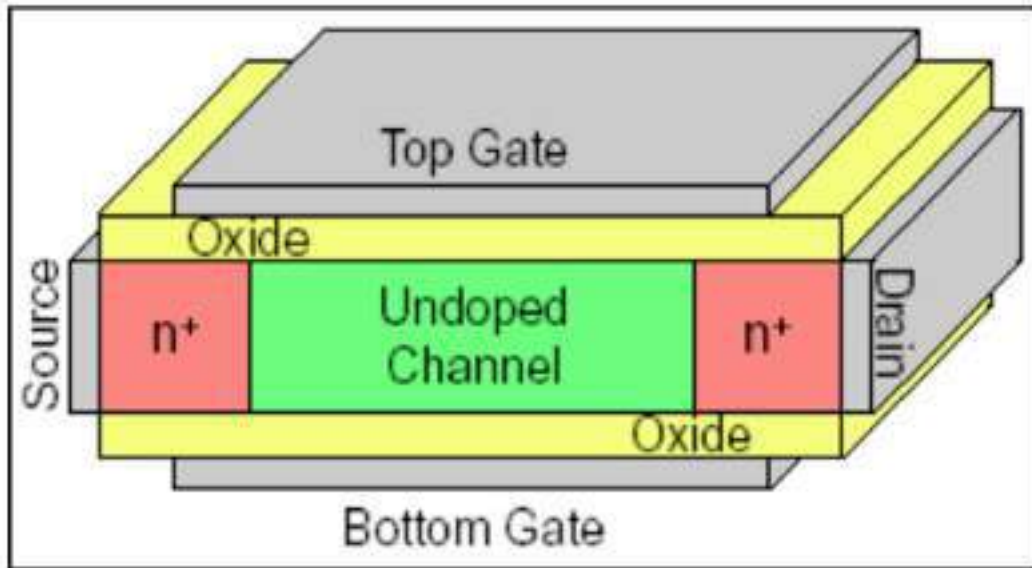 Top Gate
Oxide
Source
n⁺
Undoped
Channel
n⁺
Drain
Oxide
Bottom Gate